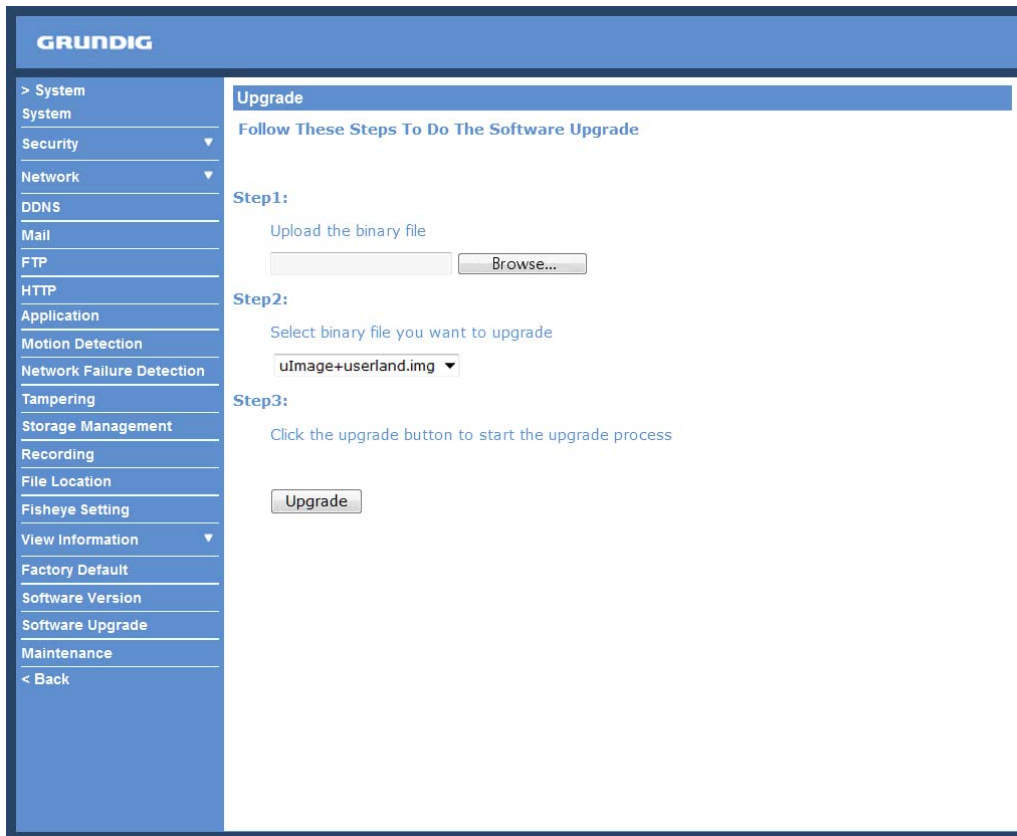 GRUNDIG
> System
System
Security
Network
DDNS
Mail
FTP
HTTP
Application
Motion Detection
Network Failure Detection
Tampering
Storage Management
Recording
File Location
Fisheye Setting
View Information
Factory Default
Software Version
Software Upgrade
Maintenance
< Back
Upgrade
Follow These Steps To Do The Software Upgrade
Step1:
Upload the binary file
Browse...
Step2:
Select binary file you want to upgrade
uImage+userland.img
Step3:
Click the upgrade button to start the upgrade process
Upgrade